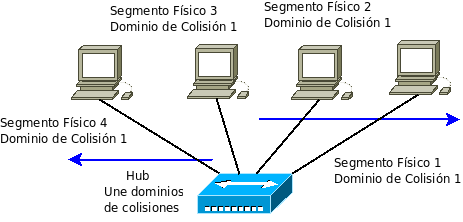 Segmento Físico 3
Dominio de Colisión 1
Segmento Físico 2
Dominio de Colisión 1
Segmento Físico 4
Dominio de Colisión 1
Segmento Físico 1
Dominio de Colisión 1
Hub
Une dominios
de colisiones